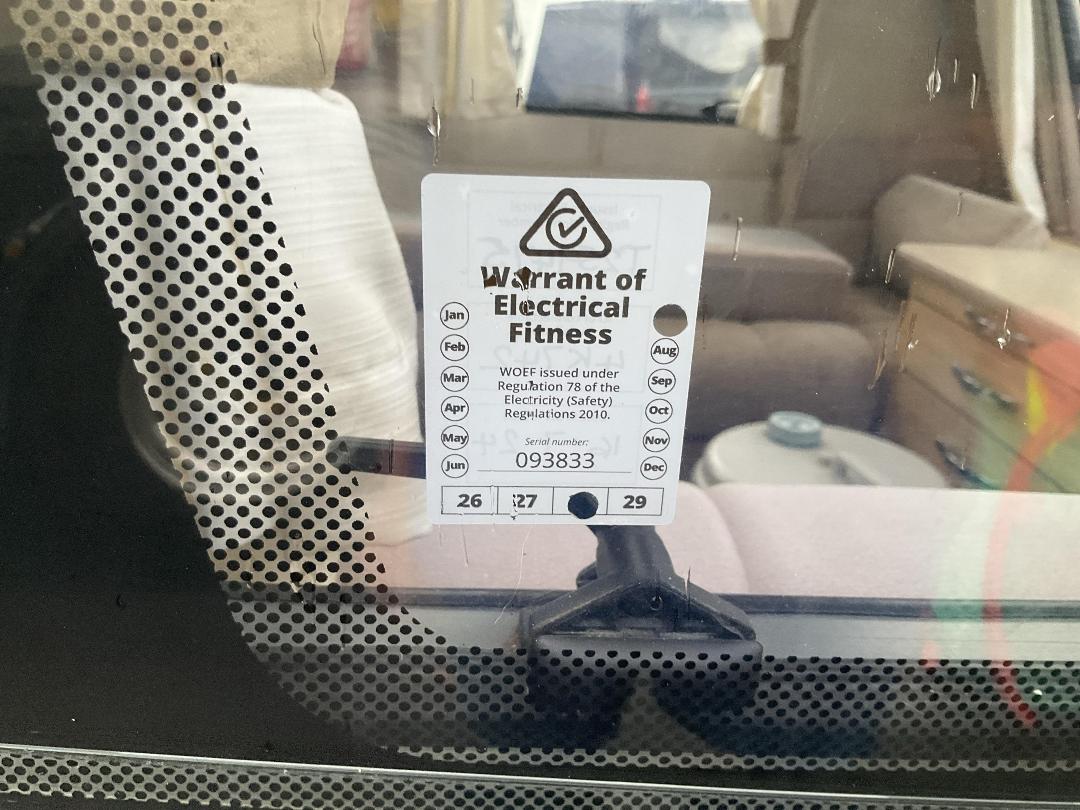 Warrant of
Electrical
Fitness
Jan
Feb
Mar
Apr
May
Jun
Aug
Sep
Oct
Nov
Dec
WOEF issued under
Regulation 78 of the
Electricity (Safety)
Regulations 2010.
Serial number:
093833
26 27 29